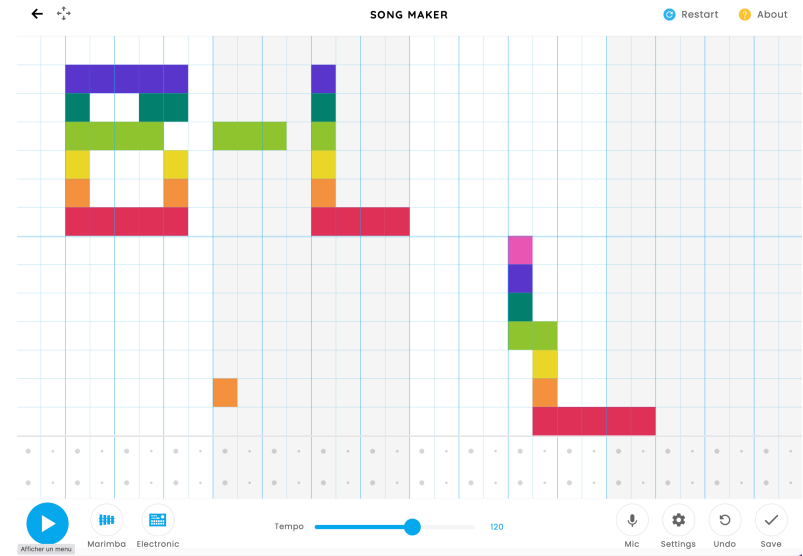 SONG MAKER
Restart
About
B-L
Tempo
120
Marimba
Electronic
Mic
Settings
Undo
Save
Afficher un menu